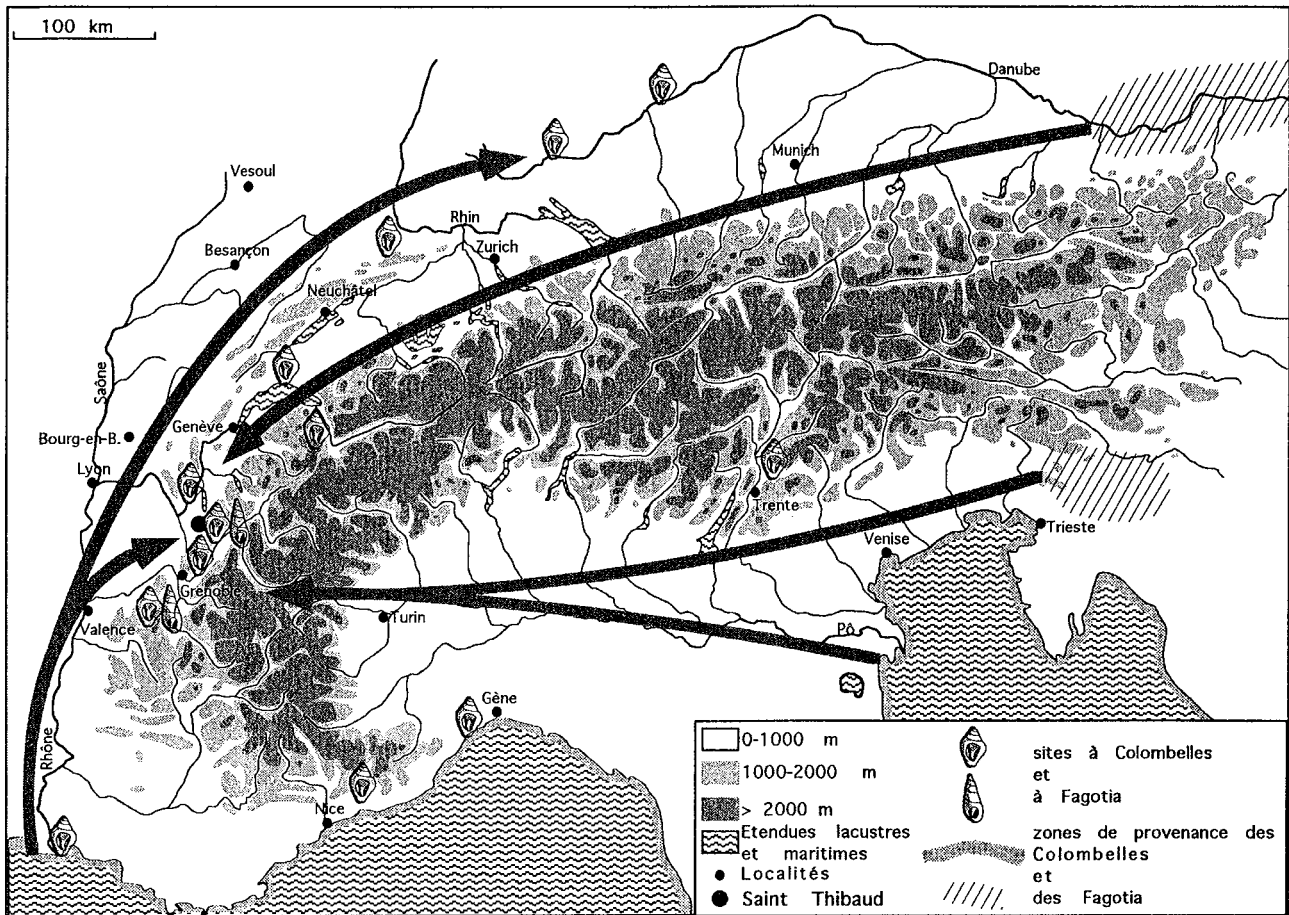 100 km
Danube
Munich
Vesoul
Rhin
Zurich
Besançon
Neuchâtel
Saône
Genève
Bourg-en-B.
Lyon
Trente
Trieste
Venise
Grenoble
Valence
Turin
Pô
Gène
Rhône
Nice
0-1000 m
1000-2000 m
> 2000 m
Etendues lacustres
et maritimes
Localités
Saint Thibaud
sites à Colombelles
et
à Fagotia
zones de provenance des
Colombelles
et
des Fagotia